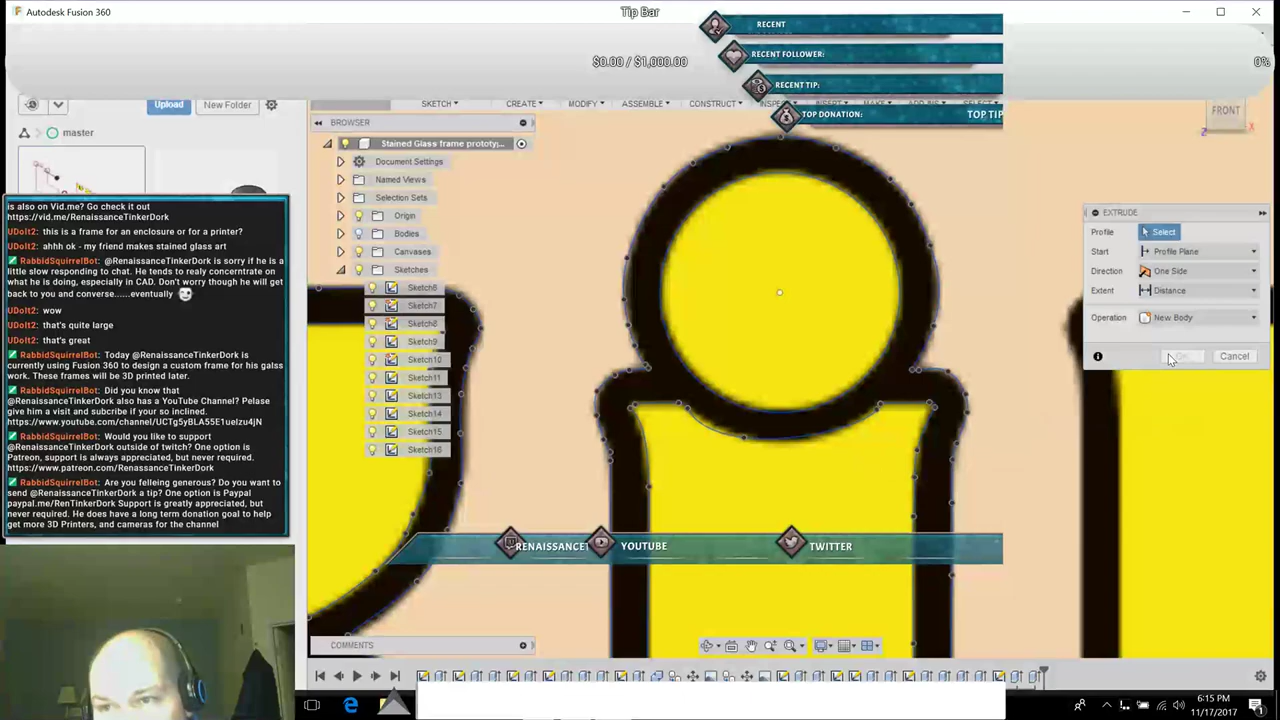 Autodesk Fusion 360
Tip Bar
RECENT
RECENT FOLLOWER:
$0.00 / $1,000.00
0%
RECENT TIP:
Upload
New Folder
SKETCH
CREATE
MODIFY
ASSEMBLE
CONSTRUCT
TOP DONATION:
TOP TIP
FRONT
Z
X
master
BROWSER
Stained Glass frame prototyp...
Document Settings
Named Views
Selection Sets
Origin
Bodies
Canvases
Sketches
Sketch6
Sketch7
Sketch8
Sketch9
Sketch10
Sketch11
Sketch13
Sketch14
Sketch15
Sketch16
EXTRUDE
Profile
Select
Start
Profile Plane
Direction
One Side
Extent
Distance
Operation
New Body
Cancel
is also on Vid.me? Go check it out
https://vid.me/RenaissanceTinkerDork
UDoIt2: this is a frame for an enclosure or for a printer?
UDoIt2: ahhh ok - my friend makes stained glass art
RabbidSquirrelBot: @RenaissanceTinkerDork is sorry if he is a
little slow responding to chat. He tends to realy concerntrate on
what he is doing, especially in CAD. Don't worry though he will get
back to you and converse......eventually
UDoIt2: wow
UDoIt2: that's quite large
UDoIt2: that's great
RabbidSquirrelBot: Today @RenaissanceTinkerDork is
currently using Fusion 360 to design a custom frame for his galss
work. These frames will be 3D printed later.
RabbidSquirrelBot: Did you know that
@RenaissanceTinkerDork also has a YouTube Channel? Pelase
give him a visit and subcribe if your so inclined.
https://www.youtube.com/channel/UCTg5yBLA55E1uelzu4jN
RabbidSquirrelBot: Would you like to support
@RenaissanceTinkerDork outside of twitch? One option is
Patreon, support is always appreciated, but never required.
https://www.patreon.com/RenassanceTinkerDork
RabbidSquirrelBot: Are you felleing generous? Do you want to
send @RenaissanceTinkerDork a tip? One option is Paypal
paypal.me/RenTinkerDork Support is greatly appreciated, but
never required. He does have a long term donation goal to help
get more 3D Printers, and cameras for the channel
RENAISSANCET
YOUTUBE
TWITTER
COMMENTS
6:15 PM
11/17/2017